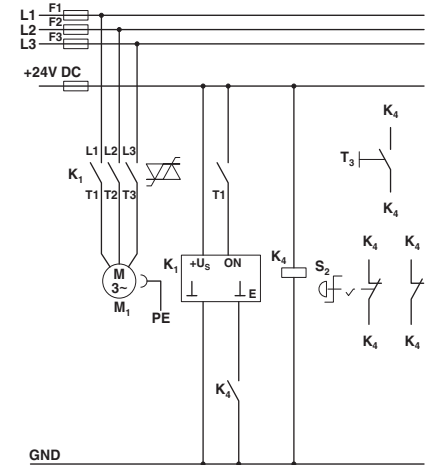 F1
L1
F2
L2
F3
L3
+24V DC
K4
L1 L2 L3
T3
K1
T1 T2 T3
T1
K4
K4 K4
K1 +US ON
K4
S2
M
3~
E
M1
PE
K4 K4
K4
GND